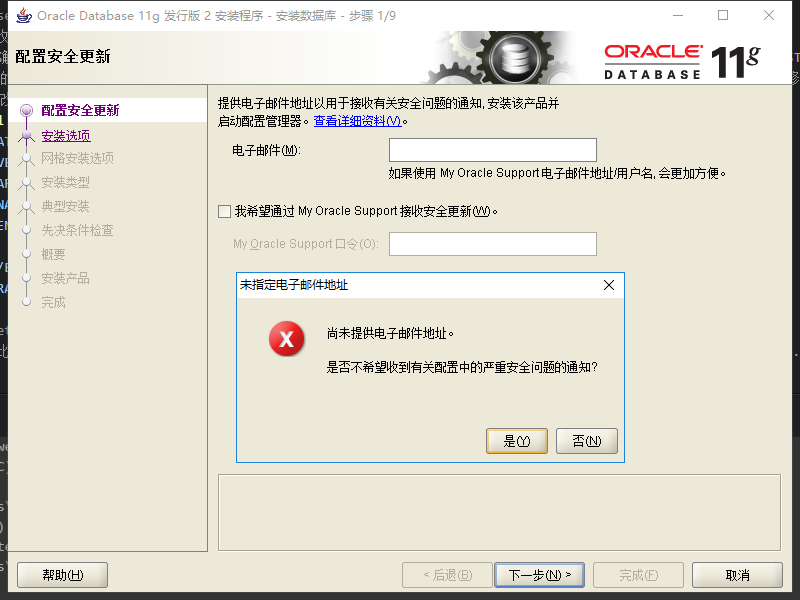 Oracle Database 11g 发行版 2 安装程序 - 安装数据库 - 步骤 1/9
配置安全更新
ORACLE
DATABASE 11g
配置安全更新
安装选项
网格安装选项
安装类型
典型安装
先决条件检查
概要
安装产品
完成
提供电子邮件地址以用于接收有关安全问题的通知, 安装该产品并
启动配置管理器。查看详细资料(V)。
电子邮件(M):
如果使用 My Oracle Support 电子邮件地址/用户名, 会更加方便。
我希望通过 My Oracle Support 接收安全更新(W)。
My Oracle Support 口令(O):
未指定电子邮件地址
尚未提供电子邮件地址。
是否不希望收到有关配置中的严重安全问题的通知?
是(Y)
否(N)
帮助(H)
< 后退(B)
下一步(N) >
完成(F)
取消